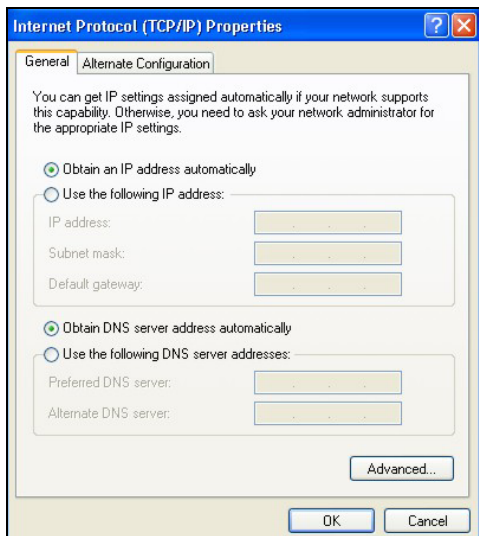 Internet Protocol (TCP/IP) Properties
General
Alternate Configuration
You can get IP settings assigned automatically if your network supports
this capability. Otherwise, you need to ask your network administrator for
the appropriate IP settings.
Obtain an IP address automatically
Use the following IP address:
IP address:
Subnet mask:
Default gateway:
Obtain DNS server address automatically
Use the following DNS server addresses:
Preferred DNS server:
Alternate DNS server:
Advanced...
OK
Cancel